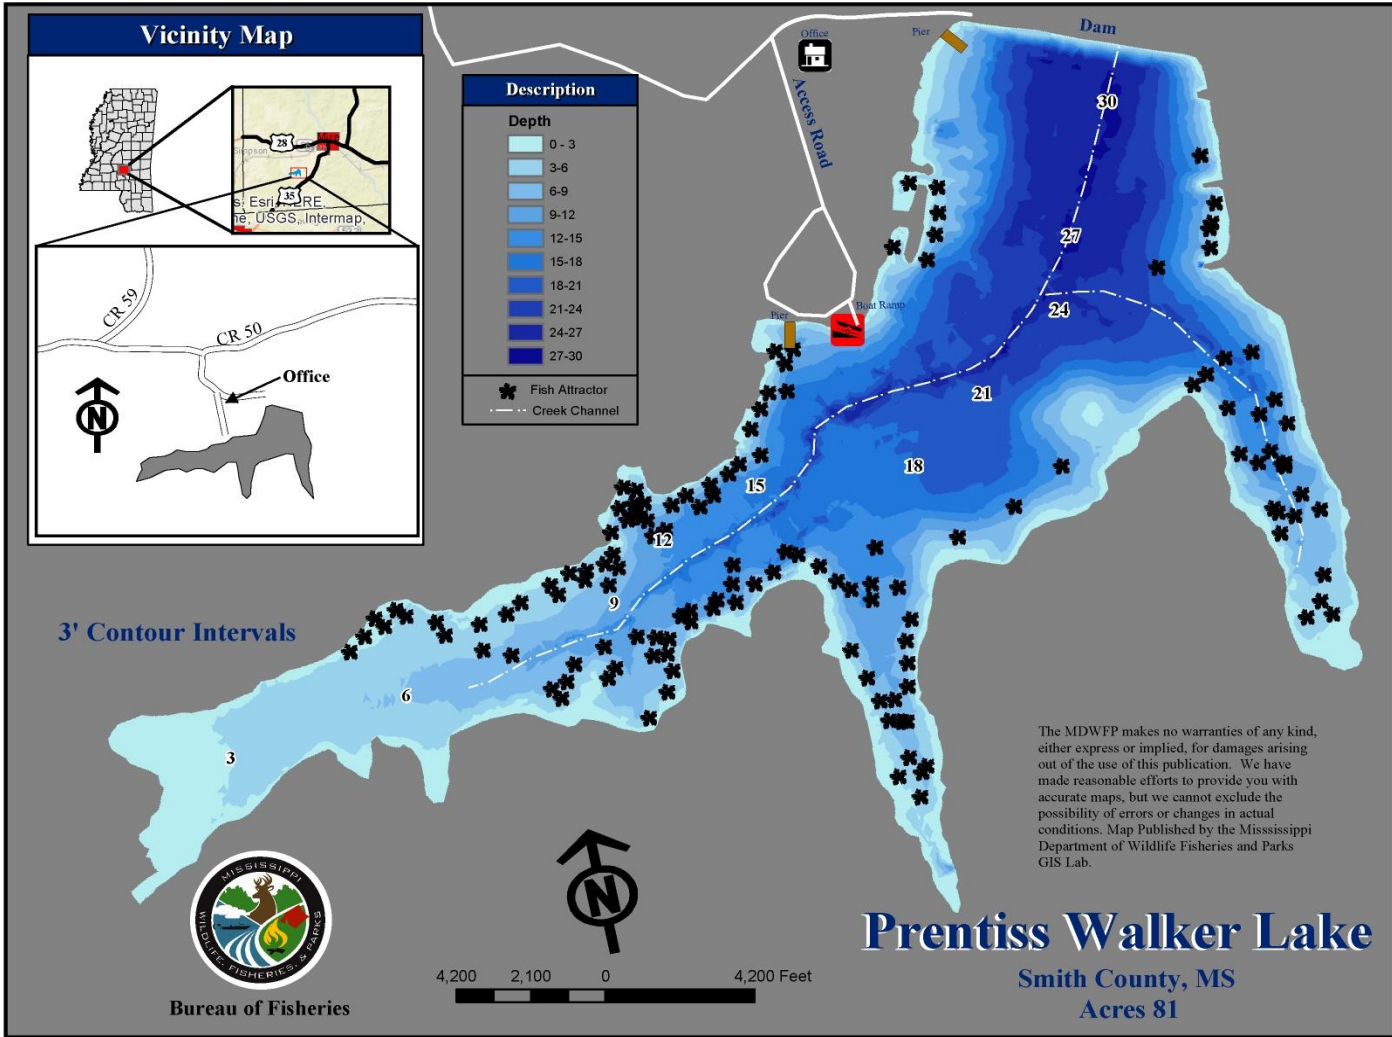 Vicinity Map
28
35
Simpson
Mize
USGS, Intermap,
CR 59
CR 50
Office
N
Description
Depth
0 - 3
3-6
6-9
9-12
12-15
15-18
18-21
21-24
24-27
27-30
Fish Attractor
Creek Channel
Office
Access Road
Pier
Dam
Pier
Boat Ramp
30
27
24
21
18
15
12
9
6
3
3' Contour Intervals
The MDWFP makes no warranties of any kind,
either express or implied, for damages arising
out of the use of this publication. We have
made reasonable efforts to provide you with
accurate maps, but we cannot exclude the
possibility of errors or changes in actual
conditions. Map Published by the Misssissippi
Department of Wildlife Fisheries and Parks
GIS Lab.
MISSISSIPPI
WILDLIFE, FISHERIES, & PARKS
Bureau of Fisheries
N
4,200 2,100 0 4,200 Feet
Prentiss Walker Lake
Smith County, MS
Acres 81